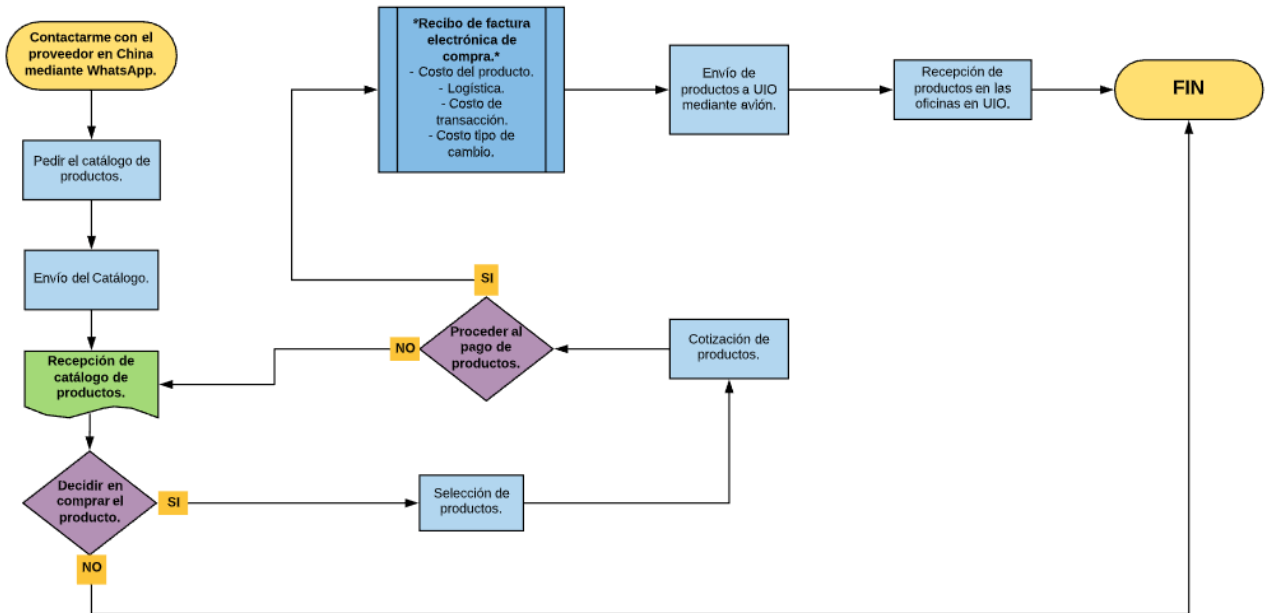 Contactarme con el
proveedor en China
mediante WhatsApp.
Pedir el catálogo de
productos.
Envío del Catálogo.
Recepción de
catálogo de
productos.
Decidir en
comprar el
producto.
SI
NO
Selección de
productos.
Cotización de
productos.
Proceder al
pago de
productos.
NO
SI
*Recibo de factura
electrónica de
compra.*
- Costo del producto.
- Logística.
- Costo de
transacción.
- Costo tipo de
cambio.
Envío de
productos a UIO
mediante avión.
Recepción de
productos en las
oficinas en UIO.
FIN